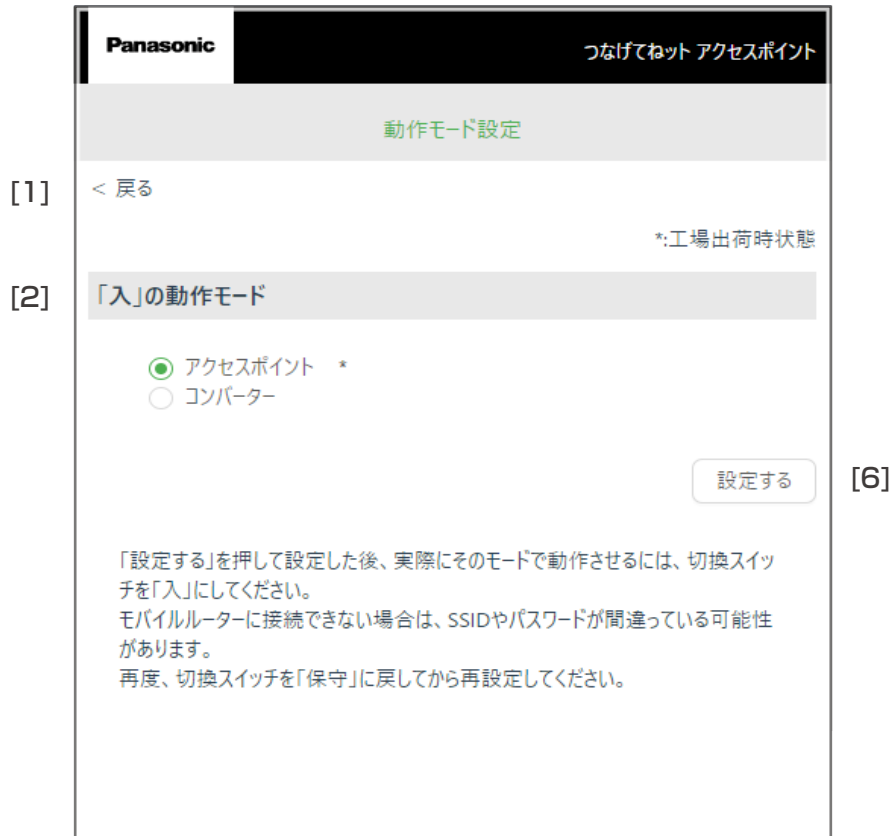 Panasonic
つなげてねット アクセスポイント
動作モード設定
[1]
< 戻る
*:工場出荷時状態
[2]
「入」の動作モード
アクセスポイント *
コンバーター
設定する
[6]
「設定する」を押して設定した後、実際にそのモードで動作させるには、切換スイッ
チを「入」にしてください。
モバイルルーターに接続できない場合は、SSIDやパスワードが間違っている可能性
があります。
再度、切換スイッチを「保守」に戻してから再設定してください。